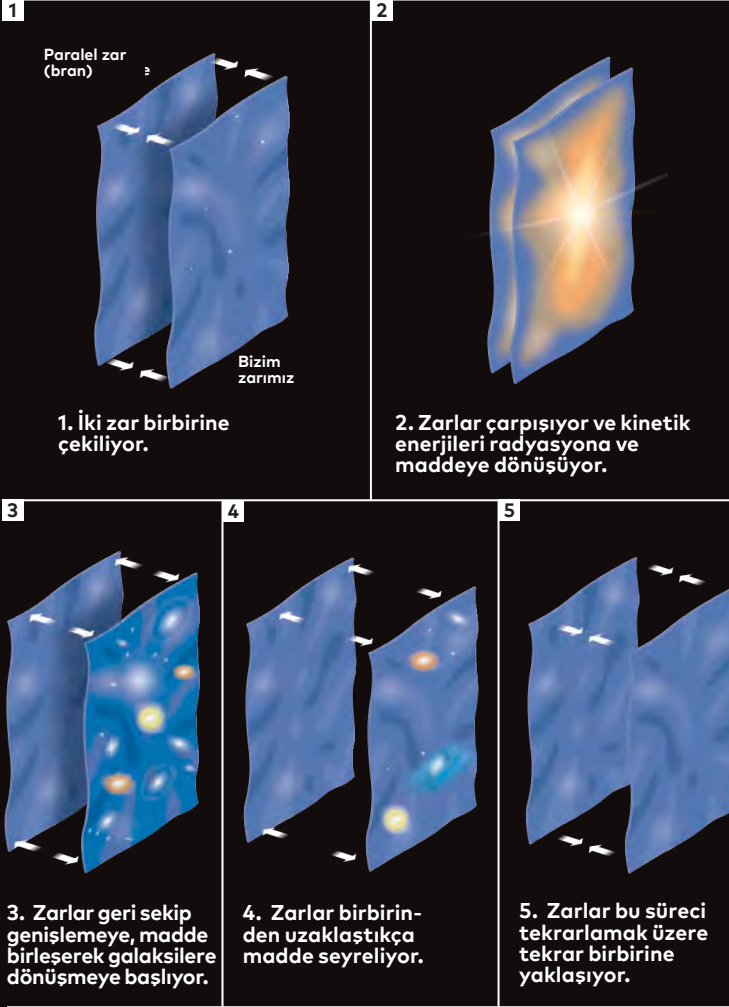 1
Paralel zar
(bran)
e
Bizim
zarımız
1. İki zar birbirine
çekiliyor.
2
2. Zarlar çarpışıyor ve kinetik
enerjileri radyasyona ve
maddeye dönüşüyor.
3
3. Zarlar geri sekip
genişlemeye, madde
birleşerek galaksilere
dönüşmeye başlıyor.
4
4. Zarlar birbirin-
den uzaklaştıkça
madde seyreliyor.
5
5. Zarlar bu süreci
tekrarlamak üzere
tekrar birbirine
yaklaşıyor.